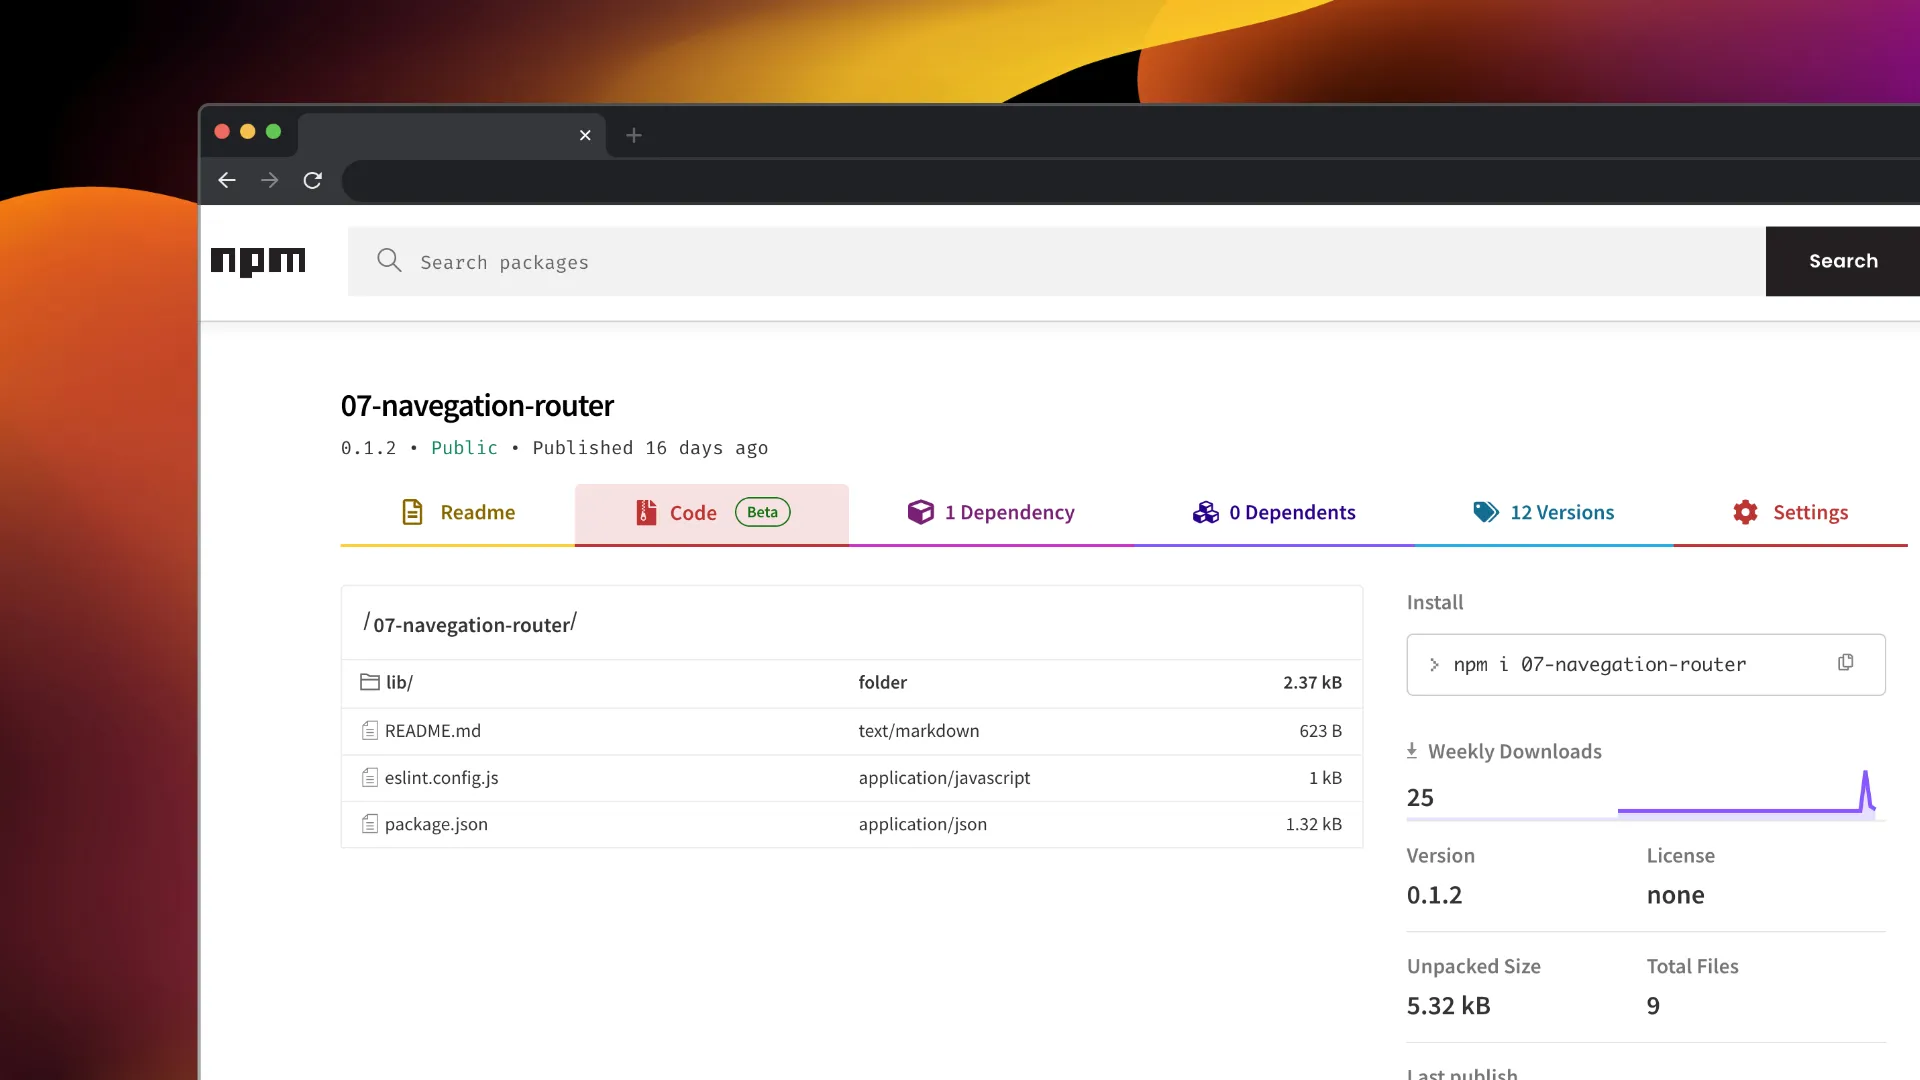 npm
Search packages
Search
07-navegation-router
0.1.2 • Public • Published 16 days ago
Readme
Code Beta
1 Dependency
0 Dependents
12 Versions
Settings
/07-navegation-router/
lib/ folder 2.37 kB
README.md text/markdown 623 B
eslint.config.js application/javascript 1 kB
package.json application/json 1.32 kB
Install
> npm i 07-navegation-router
Weekly Downloads
25
Version License
0.1.2 none
Unpacked Size Total Files
5.32 kB 9
Last publish